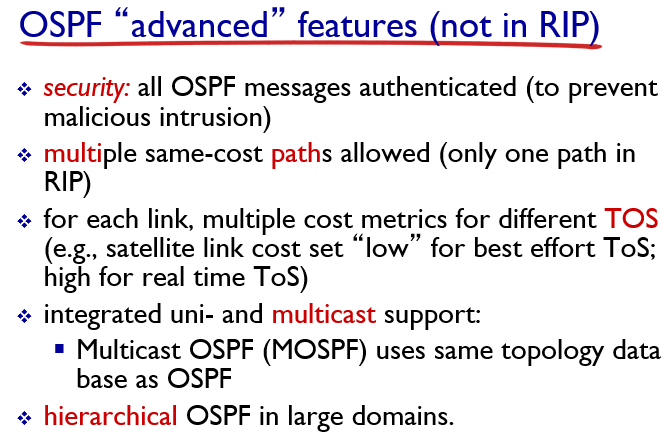 OSPF “advanced” features (not in RIP)
❖ security: all OSPF messages authenticated (to prevent
malicious intrusion)
❖ multiple same-cost paths allowed (only one path in
RIP)
❖ for each link, multiple cost metrics for different TOS
(e.g., satellite link cost set “low” for best effort ToS;
high for real time ToS)
❖ integrated uni- and multicast support:
▪ Multicast OSPF (MOSPF) uses same topology data
base as OSPF
❖ hierarchical OSPF in large domains.